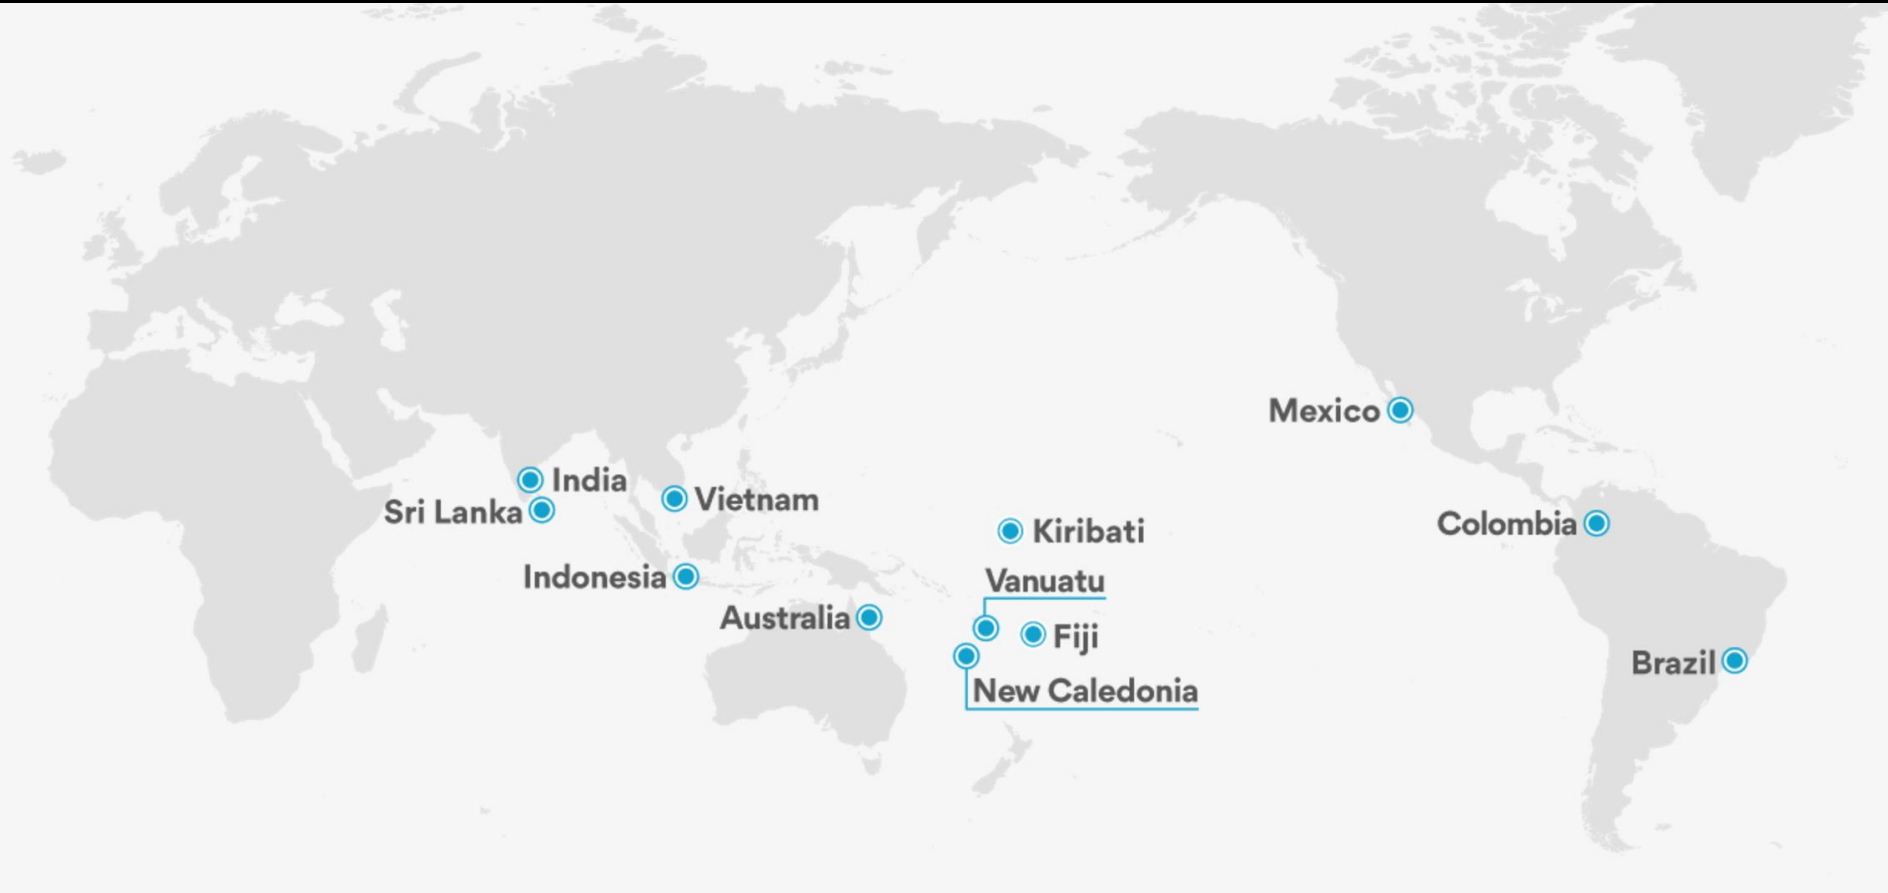 Mexico
India
Vietnam
Sri Lanka
Colombia
Kiribati
Indonesia
Vanuatu
Australia
Fiji
Brazil
New Caledonia